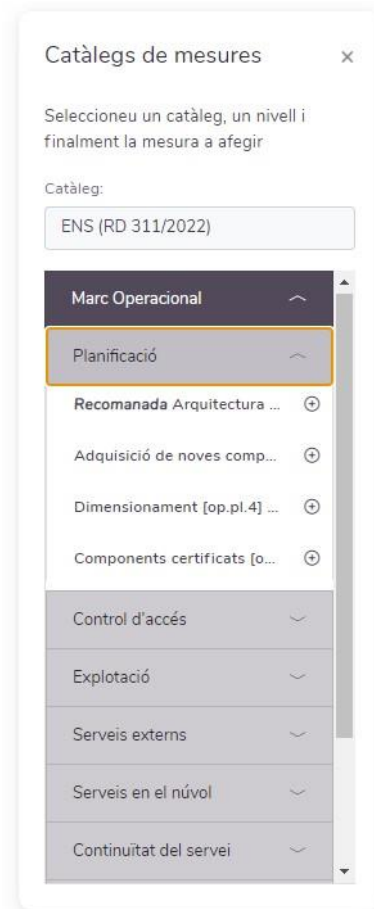 Catàlegs de mesures
Seleccioneu un catàleg, un nivell i
finalment la mesura a afegir
Catàleg:
ENS (RD 311/2022)
Marc Operacional
Planificació
Recomanada Arquitectura ...
Adquisició de noves comp...
Dimensionament [op.pl.4] ...
Components certificats [o...
Control d'accés
Explotació
Serveis externs
Serveis en el núvol
Continuïtat del servei